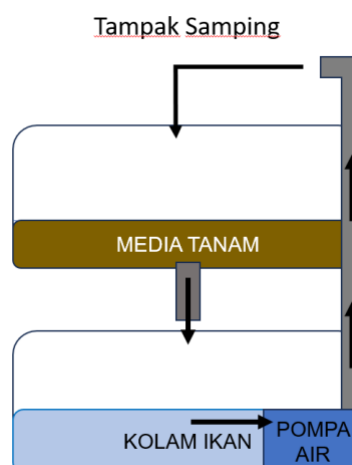 Tampak Samping
MEDIA TANAM
KOLAM IKAN
POMPA
AIR